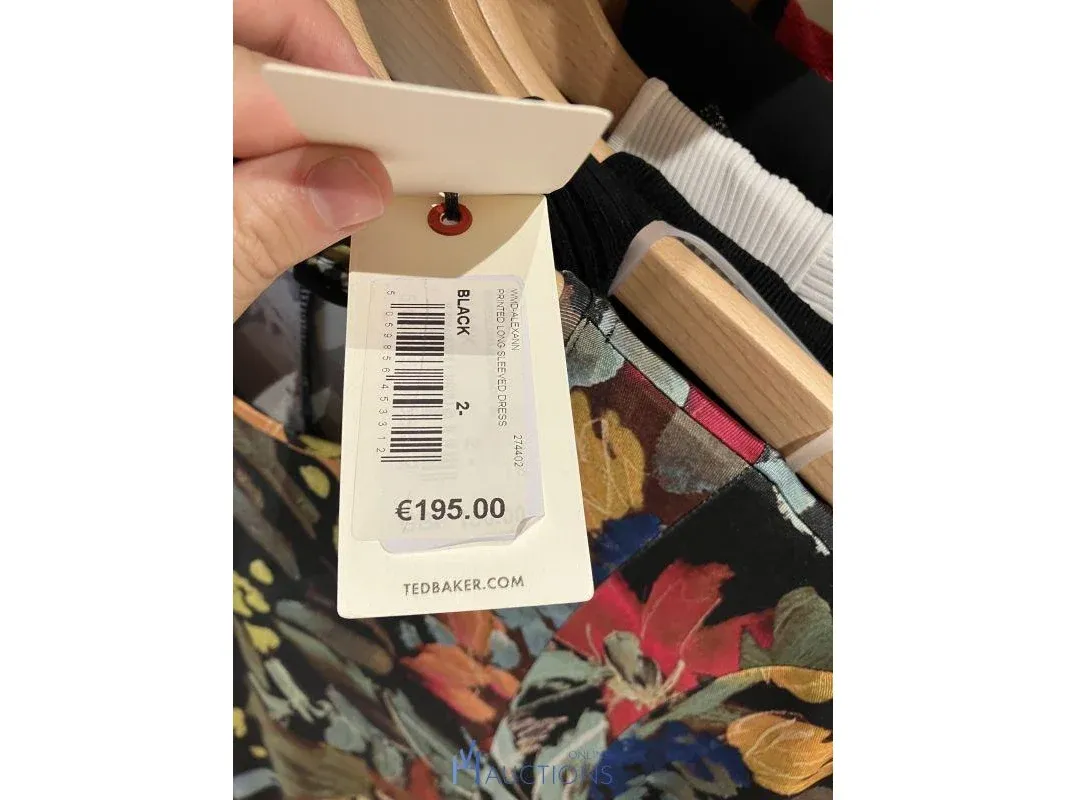 WMD-ALEXANN 274402
PRINTED LONG SLEEVED DRESS
BLACK 2-
5 059856 453312
€195.00
TEDBAKER.COM
ONLINE
AUCTIONS